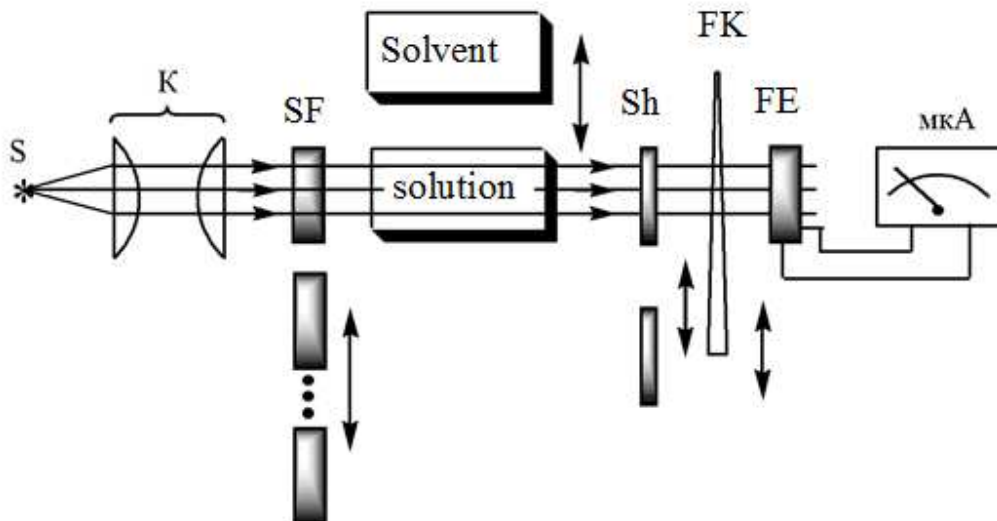 Solvent
FK
K
SF
Sh
FE
мкА
S
solution